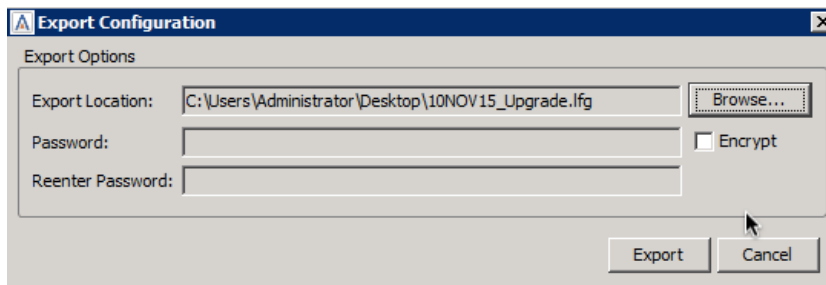 Export Configuration
Export Options
Export Location: C:\Users\Administrator\Desktop\10NOV15_Upgrade.lfg Browse...
Password: Encrypt
Reenter Password:
Export Cancel